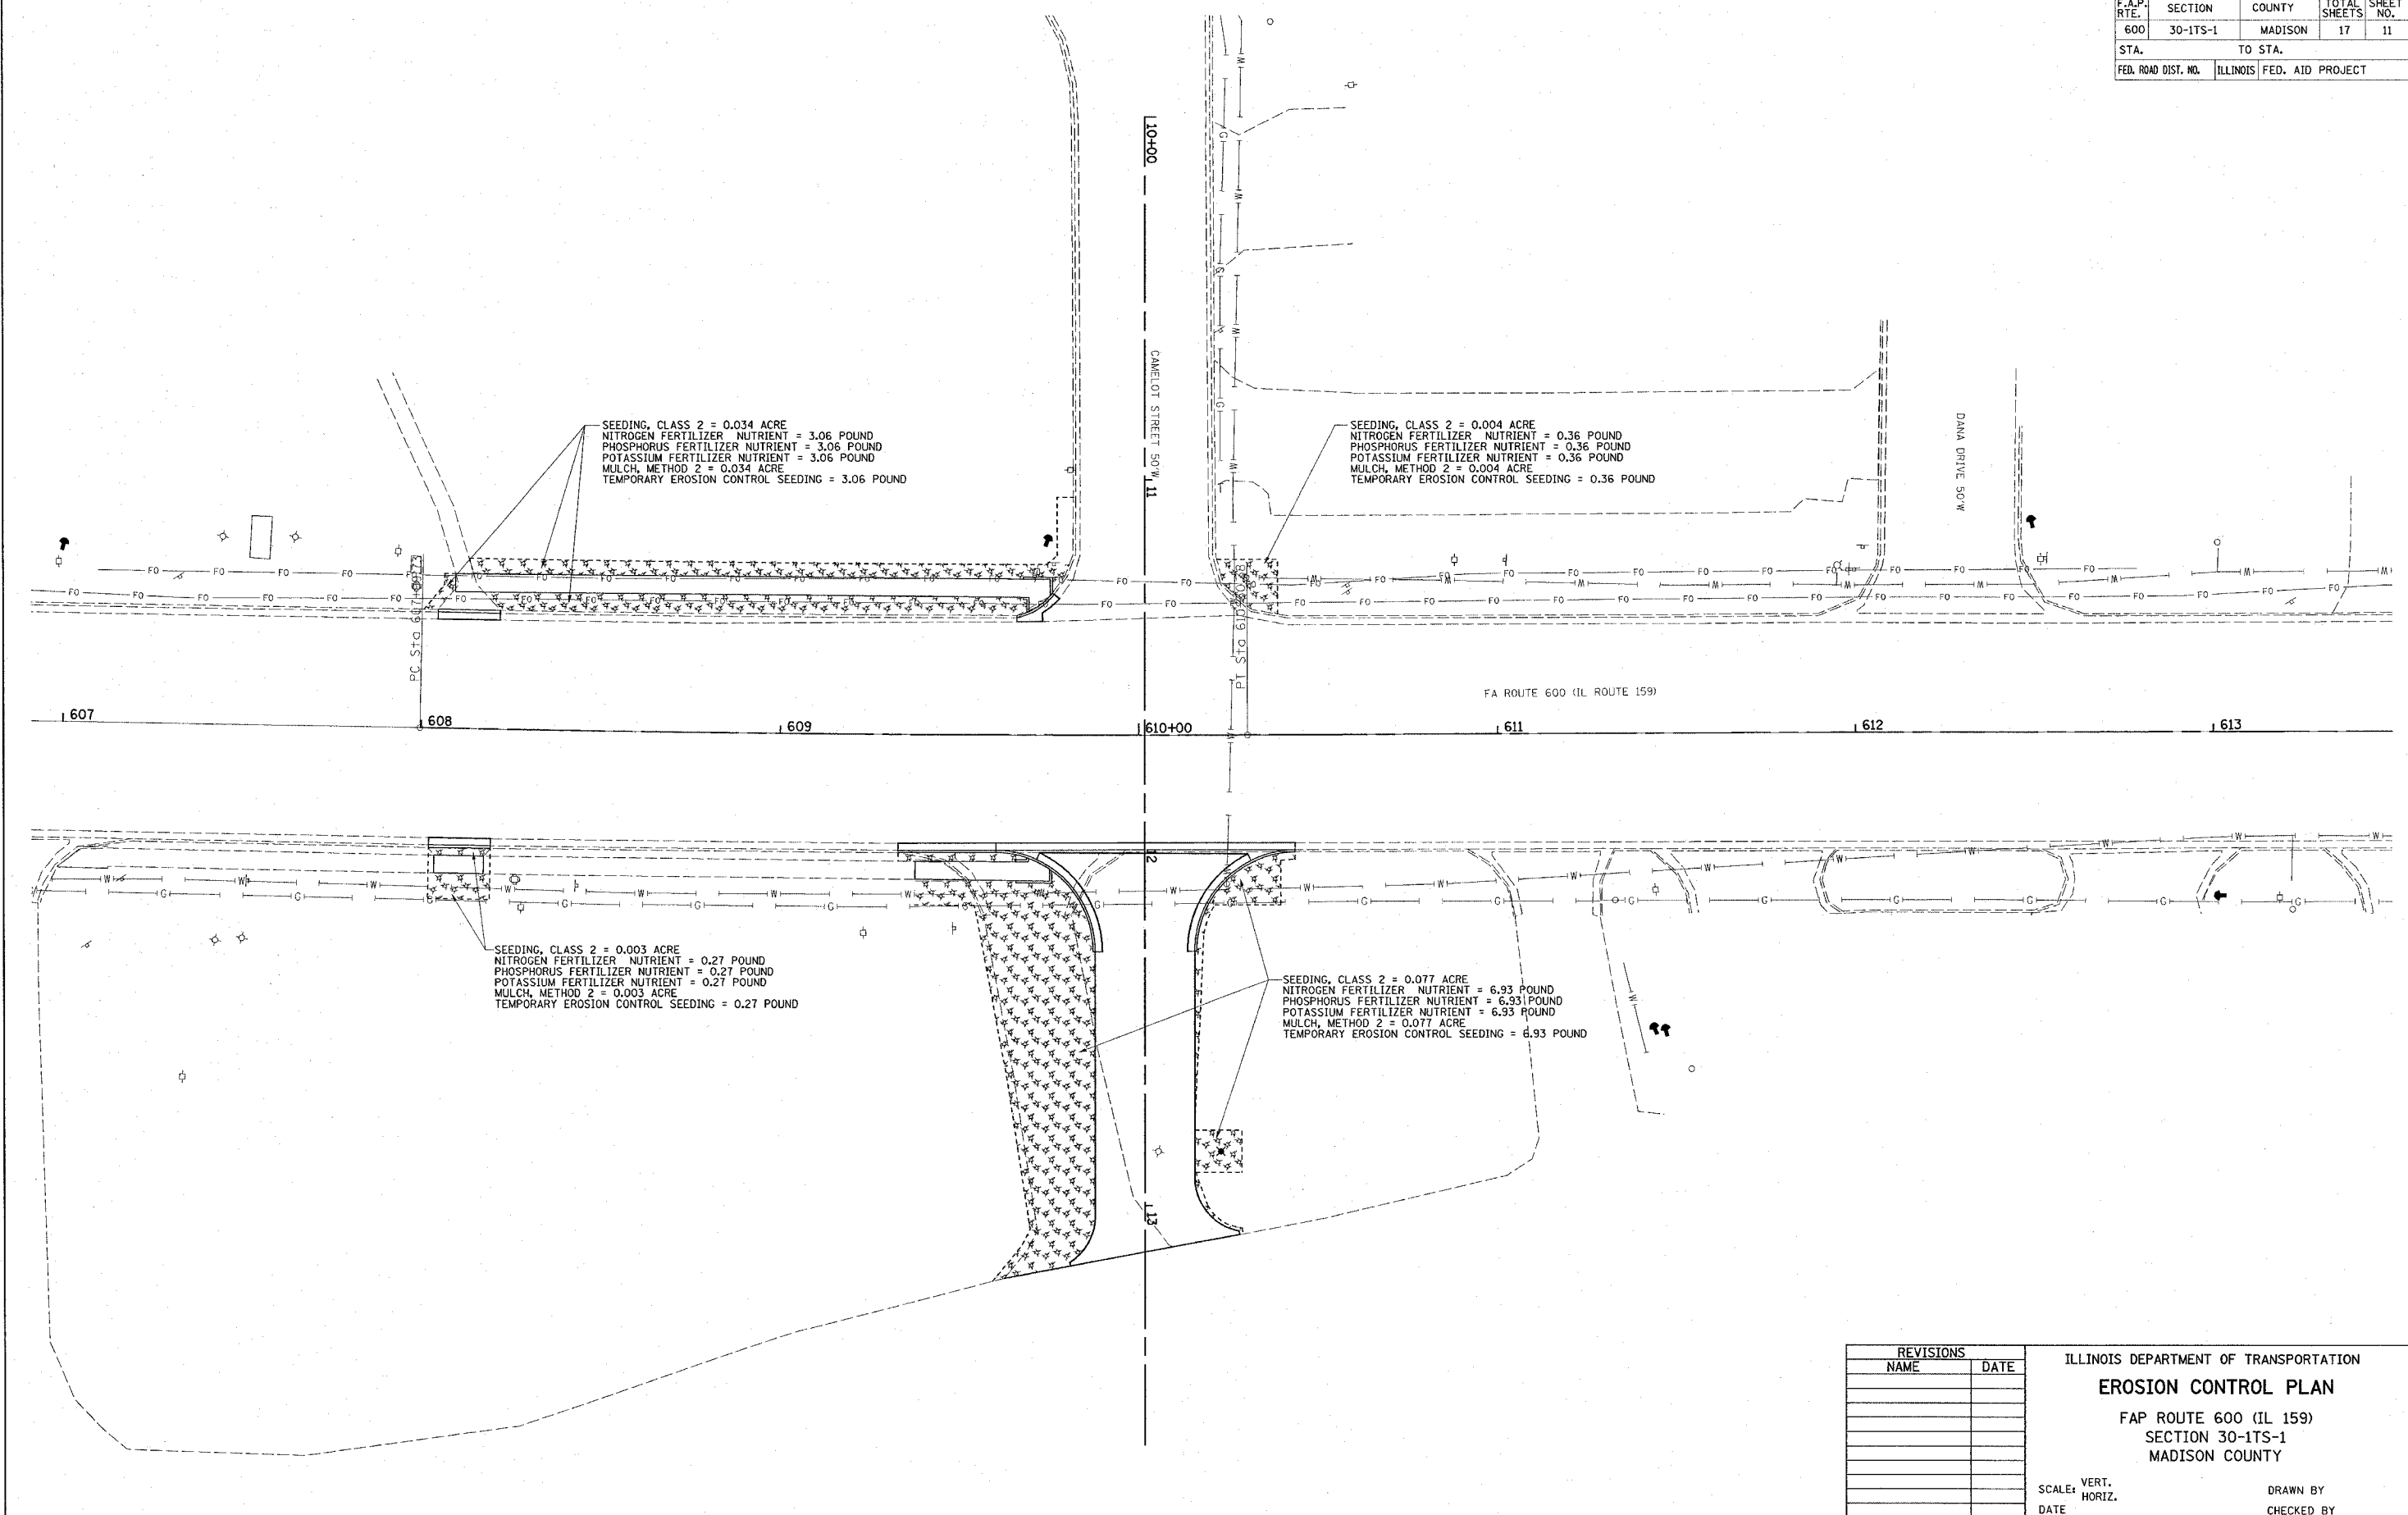 F.A.P. RTE. SECTION COUNTY TOTAL SHEETS SHEET NO.
600 30-1TS-1 MADISON 17 11
STA. TO STA.
FED. ROAD DIST. NO. ILLINOIS FED. AID PROJECT
10+00
CAMELOT STREET 50'W
11
DANA DRIVE 50'W
SEEDING, CLASS 2 = 0.034 ACRE
NITROGEN FERTILIZER NUTRIENT = 3.06 POUND
PHOSPHORUS FERTILIZER NUTRIENT = 3.06 POUND
POTASSIUM FERTILIZER NUTRIENT = 3.06 POUND
MULCH, METHOD 2 = 0.034 ACRE
TEMPORARY EROSION CONTROL SEEDING = 3.06 POUND
SEEDING, CLASS 2 = 0.004 ACRE
NITROGEN FERTILIZER NUTRIENT = 0.36 POUND
PHOSPHORUS FERTILIZER NUTRIENT = 0.36 POUND
POTASSIUM FERTILIZER NUTRIENT = 0.36 POUND
MULCH, METHOD 2 = 0.004 ACRE
TEMPORARY EROSION CONTROL SEEDING = 0.36 POUND
PC Sta
PT Sta
FA ROUTE 600 (IL ROUTE 159)
607
608
609
610+00
611
612
613
12
SEEDING, CLASS 2 = 0.003 ACRE
NITROGEN FERTILIZER NUTRIENT = 0.27 POUND
PHOSPHORUS FERTILIZER NUTRIENT = 0.27 POUND
POTASSIUM FERTILIZER NUTRIENT = 0.27 POUND
MULCH, METHOD 2 = 0.003 ACRE
TEMPORARY EROSION CONTROL SEEDING = 0.27 POUND
SEEDING, CLASS 2 = 0.077 ACRE
NITROGEN FERTILIZER NUTRIENT = 6.93 POUND
PHOSPHORUS FERTILIZER NUTRIENT = 6.93 POUND
POTASSIUM FERTILIZER NUTRIENT = 6.93 POUND
MULCH, METHOD 2 = 0.077 ACRE
TEMPORARY EROSION CONTROL SEEDING = 6.93 POUND
13
REVISIONS
NAME DATE
ILLINOIS DEPARTMENT OF TRANSPORTATION
EROSION CONTROL PLAN
FAP ROUTE 600 (IL 159)
SECTION 30-1TS-1
MADISON COUNTY
SCALE: VERT.
HORIZ.
DRAWN BY
DATE
CHECKED BY